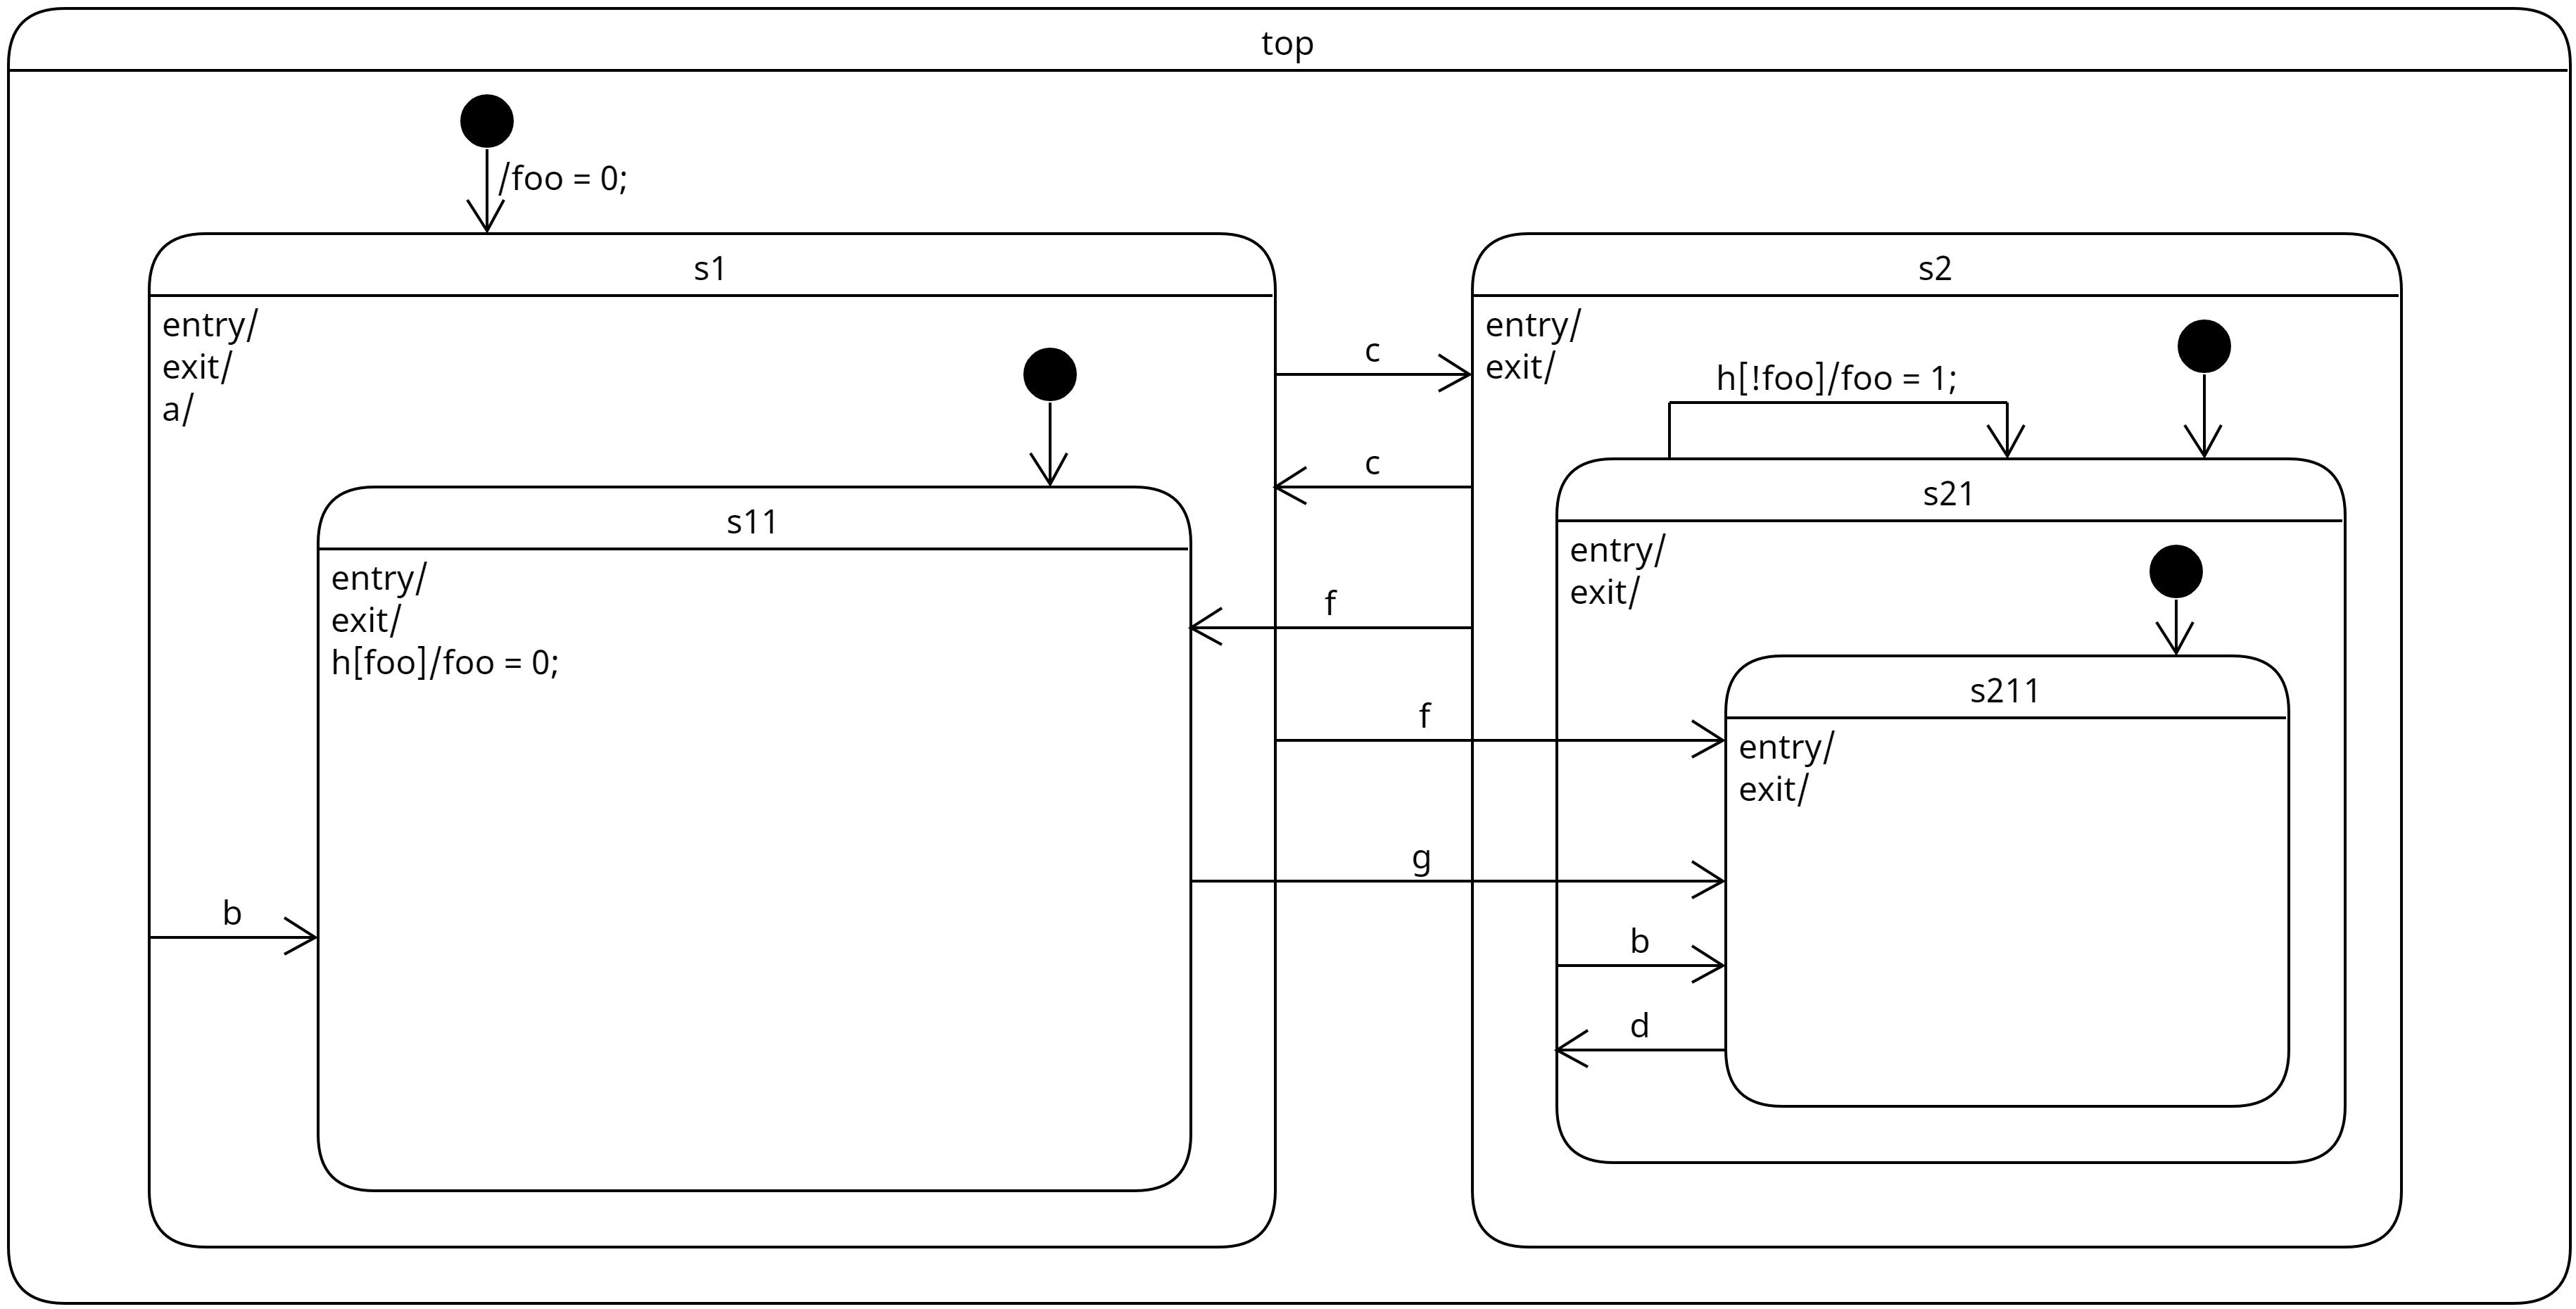 top
/foo = 0;
s1
entry/
exit/
a/
s11
entry/
exit/
h[foo]/foo = 0;
b
c
c
f
f
g
s2
entry/
exit/
h[!foo]/foo = 1;
s21
entry/
exit/
s211
entry/
exit/
b
d